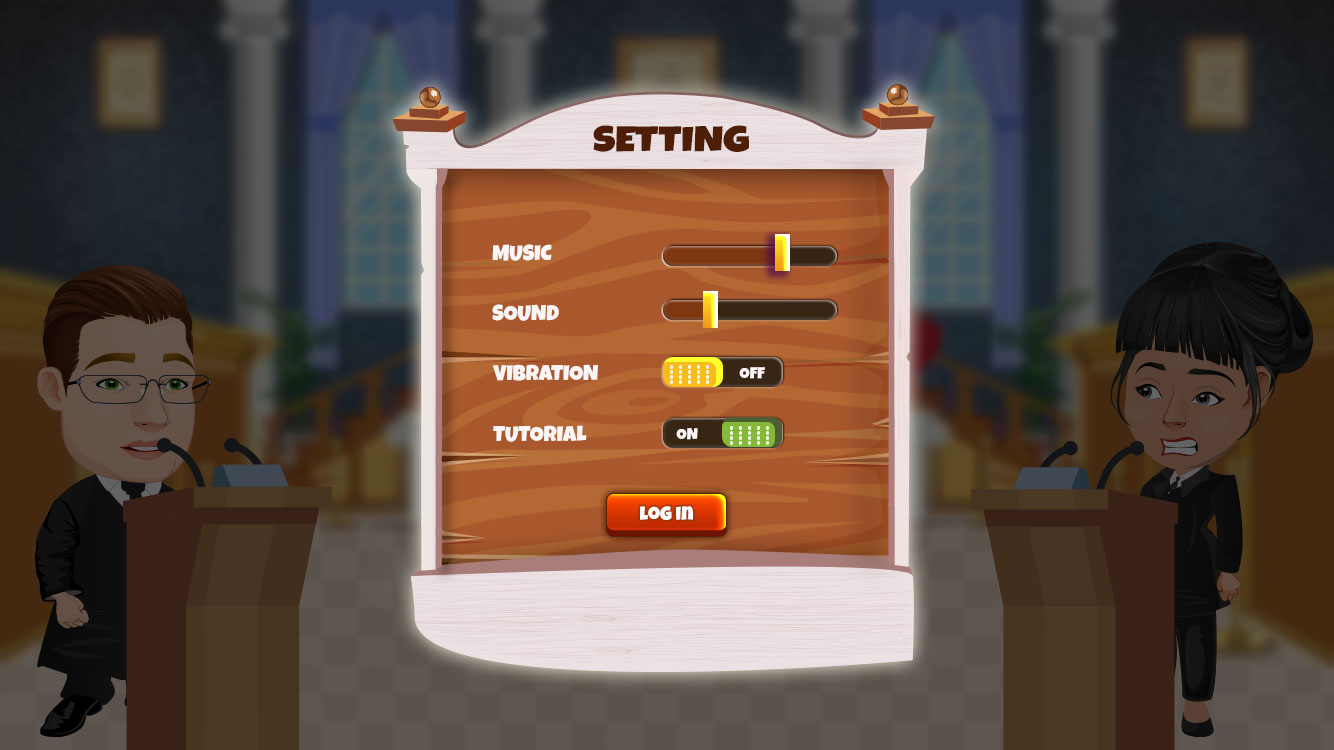 SETTING
MUSIC
SOUND
VIBRATION OFF
TUTORIAL ON
LOG IN